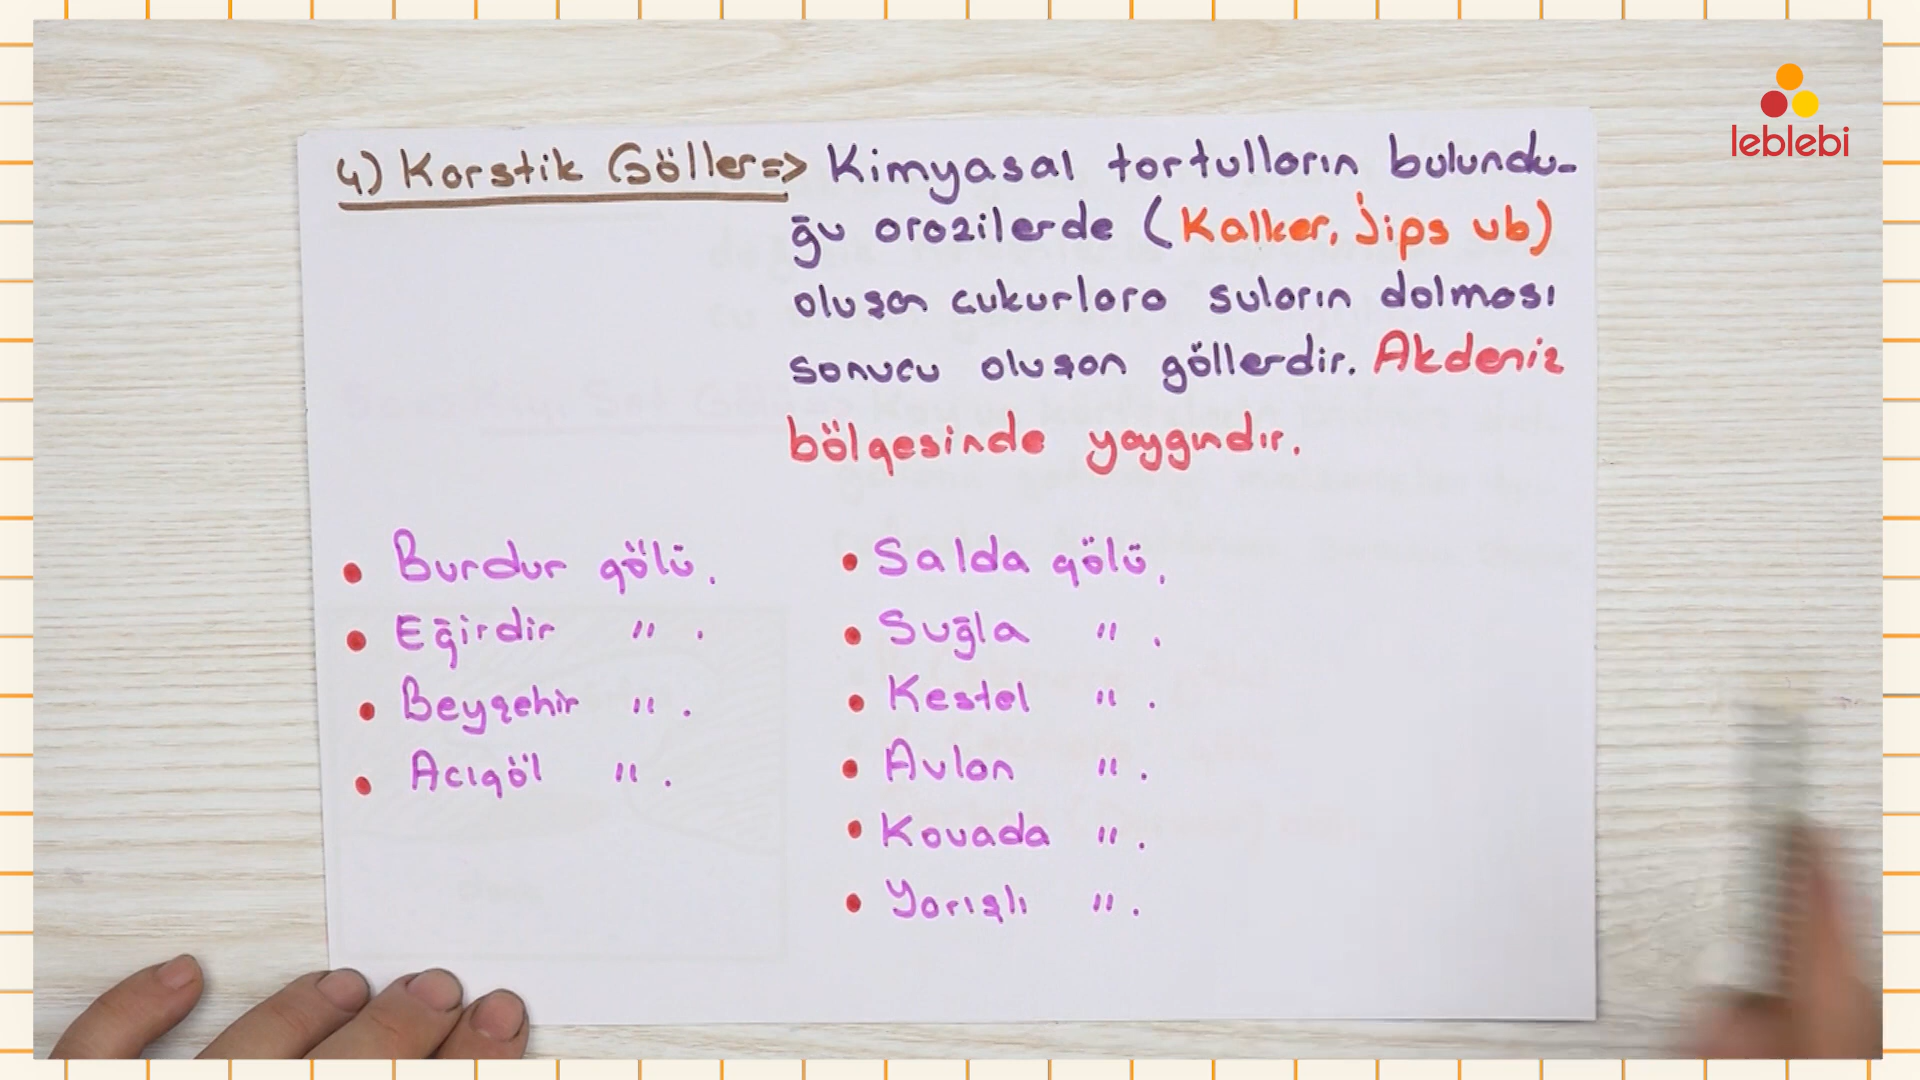 leblebi
4) Karstik Göller=> Kimyasal tortulların bulundu-
ğu arazilerde (Kalker, jips vb)
oluşan cukurlara suların dolması
sonucu oluşan göllerdir. Akdeniz
bölgesinde yaygındır.
• Burdur gölü.
• Eğirdir " .
• Beyşehir " .
• Acıgöl " .
• Salda gölü.
• Suğla " .
• Kestel " .
• Avlan " .
• Kovada " .
• Yarışlı " .